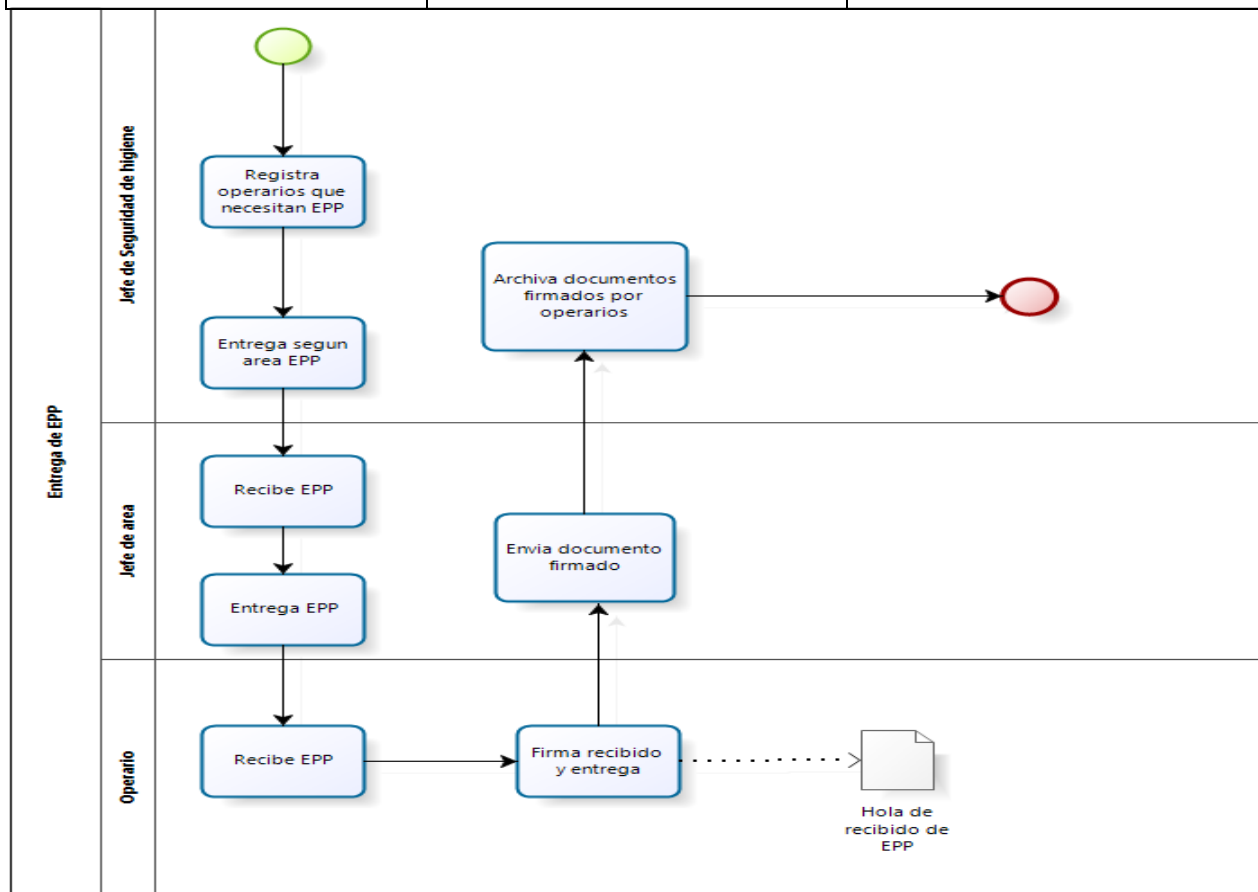 Entrega de EPP
Jefe de Seguridad de higiene
Registra
operarios que
necesitan EPP
Entrega segun
area EPP
Archiva documentos
firmados por
operarios
Jefe de area
Recibe EPP
Entrega EPP
Envia documento
firmado
Operario
Recibe EPP
Firma recibido
y entrega
Hola de
recibido de
EPP